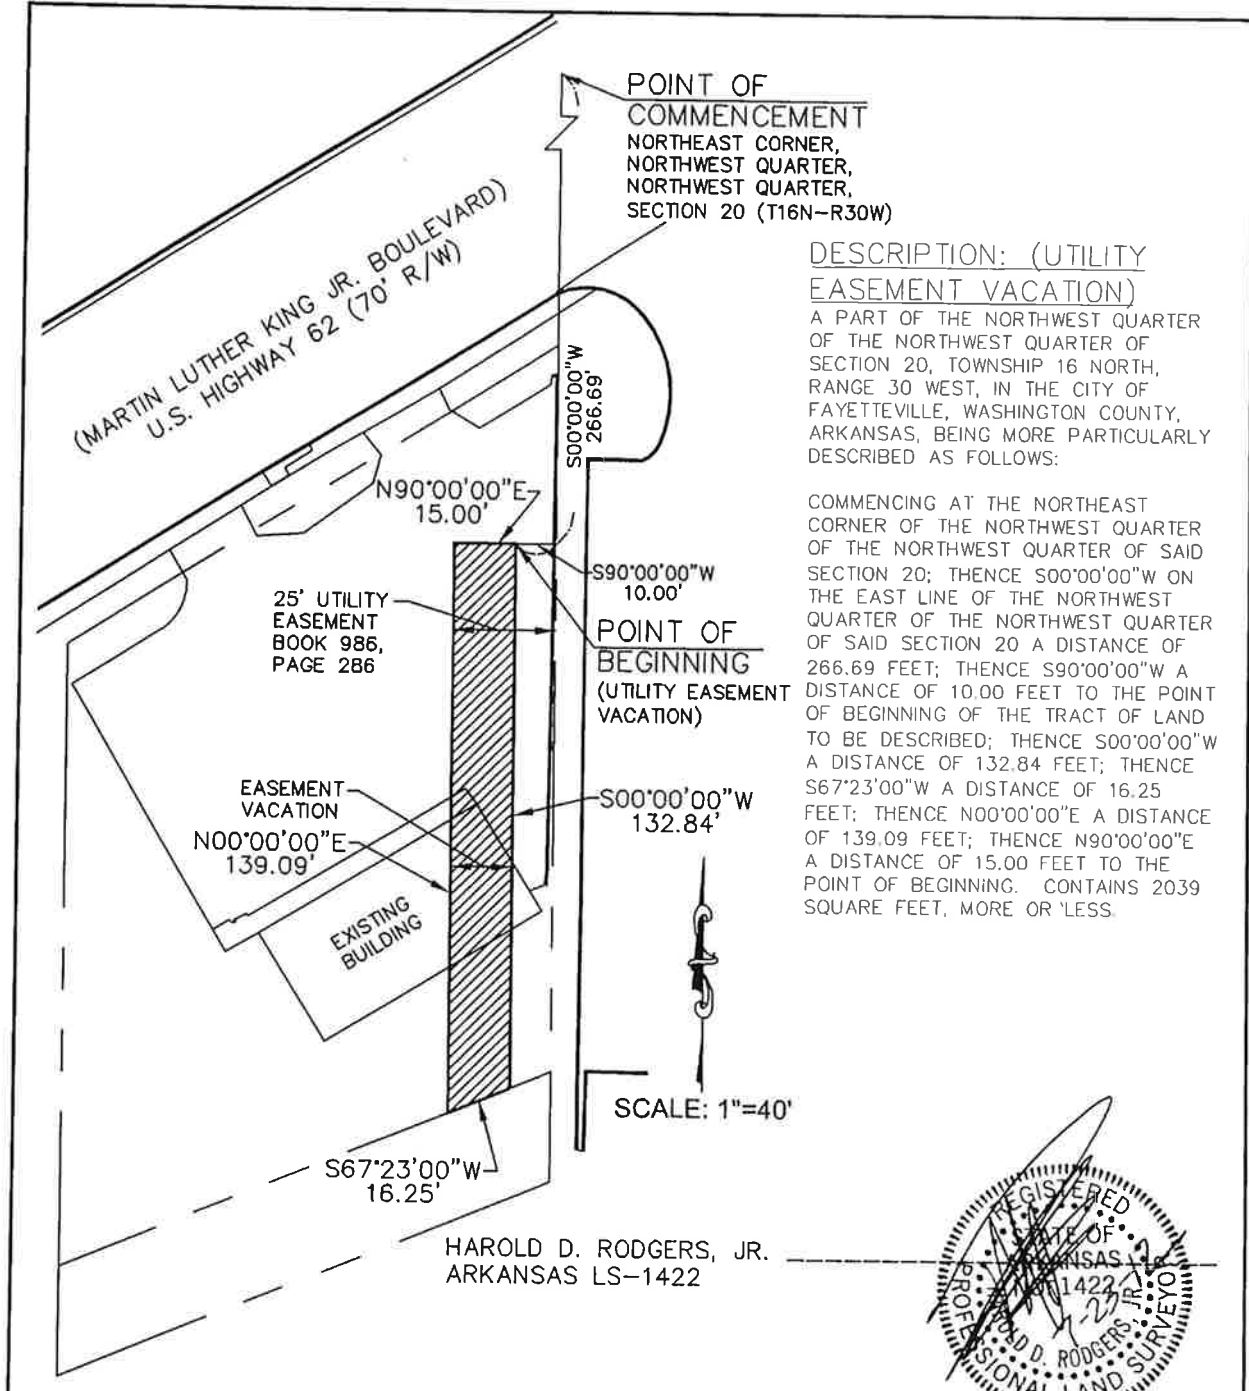 POINT OF
COMMENCEMENT
NORTHEAST CORNER,
NORTHWEST QUARTER,
NORTHWEST QUARTER,
SECTION 20 (T16N-R30W)
(MARTIN LUTHER KING JR. BOULEVARD)
U.S. HIGHWAY 62 (70' R/W)
S00°00'00"W
266.69'
N90°00'00"E
15.00'
S90°00'00"W
10.00'
25' UTILITY
EASEMENT
BOOK 986,
PAGE 286
POINT OF
BEGINNING
(UTILITY EASEMENT
VACATION)
EASEMENT
VACATION
N00°00'00"E
139.09'
S00°00'00"W
132.84'
EXISTING
BUILDING
SCALE: 1"=40'
S67°23'00"W
16.25'
DESCRIPTION: (UTILITY
EASEMENT VACATION)
A PART OF THE NORTHWEST QUARTER
OF THE NORTHWEST QUARTER OF
SECTION 20, TOWNSHIP 16 NORTH,
RANGE 30 WEST, IN THE CITY OF
FAYETTEVILLE, WASHINGTON COUNTY,
ARKANSAS, BEING MORE PARTICULARLY
DESCRIBED AS FOLLOWS:
COMMENCING AT THE NORTHEAST
CORNER OF THE NORTHWEST QUARTER
OF THE NORTHWEST QUARTER OF SAID
SECTION 20; THENCE S00°00'00"W ON
THE EAST LINE OF THE NORTHWEST
QUARTER OF THE NORTHWEST QUARTER
OF SAID SECTION 20 A DISTANCE OF
266.69 FEET; THENCE S90°00'00"W A
DISTANCE OF 10.00 FEET TO THE POINT
OF BEGINNING OF THE TRACT OF LAND
TO BE DESCRIBED; THENCE S00°00'00"W
A DISTANCE OF 132.84 FEET; THENCE
S67°23'00"W A DISTANCE OF 16.25
FEET; THENCE N00°00'00"E A DISTANCE
OF 139.09 FEET; THENCE N90°00'00"E
A DISTANCE OF 15.00 FEET TO THE
POINT OF BEGINNING. CONTAINS 2039
SQUARE FEET, MORE OR LESS.
HAROLD D. RODGERS, JR.
ARKANSAS LS-1422
REGISTERED
STATE OF
ARKANSAS
NO. 1422
HAROLD D. RODGERS, JR.
PROFESSIONAL LAND SURVEYO